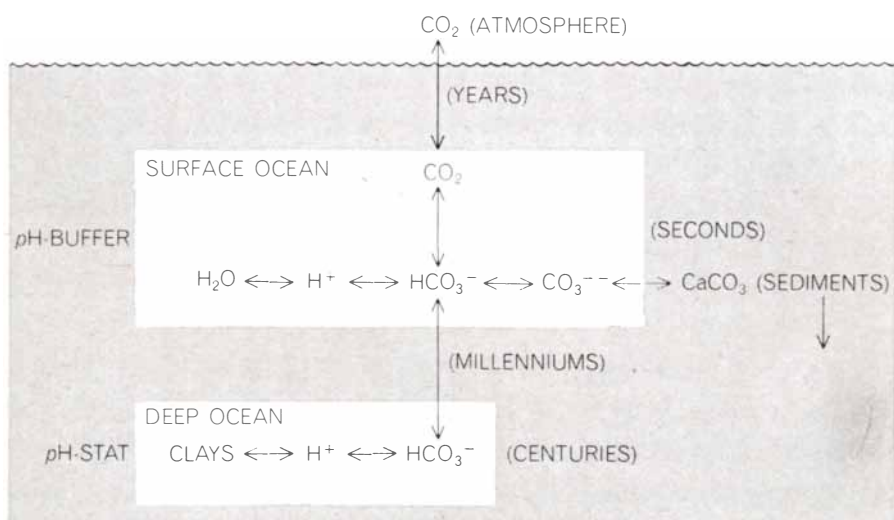 CO₂ (ATMOSPHERE)
(YEARS)
SURFACE OCEAN
CO₂
pH-BUFFER
(SECONDS)
H₂O ⟷ H⁺ ⟷ HCO₃⁻ ⟷ CO₃⁻⁻ ⟷ CaCO₃ (SEDIMENTS)
(MILLENNIUMS)
DEEP OCEAN
pH-STAT CLAYS ⟷ H⁺ ⟷ HCO₃⁻ (CENTURIES)